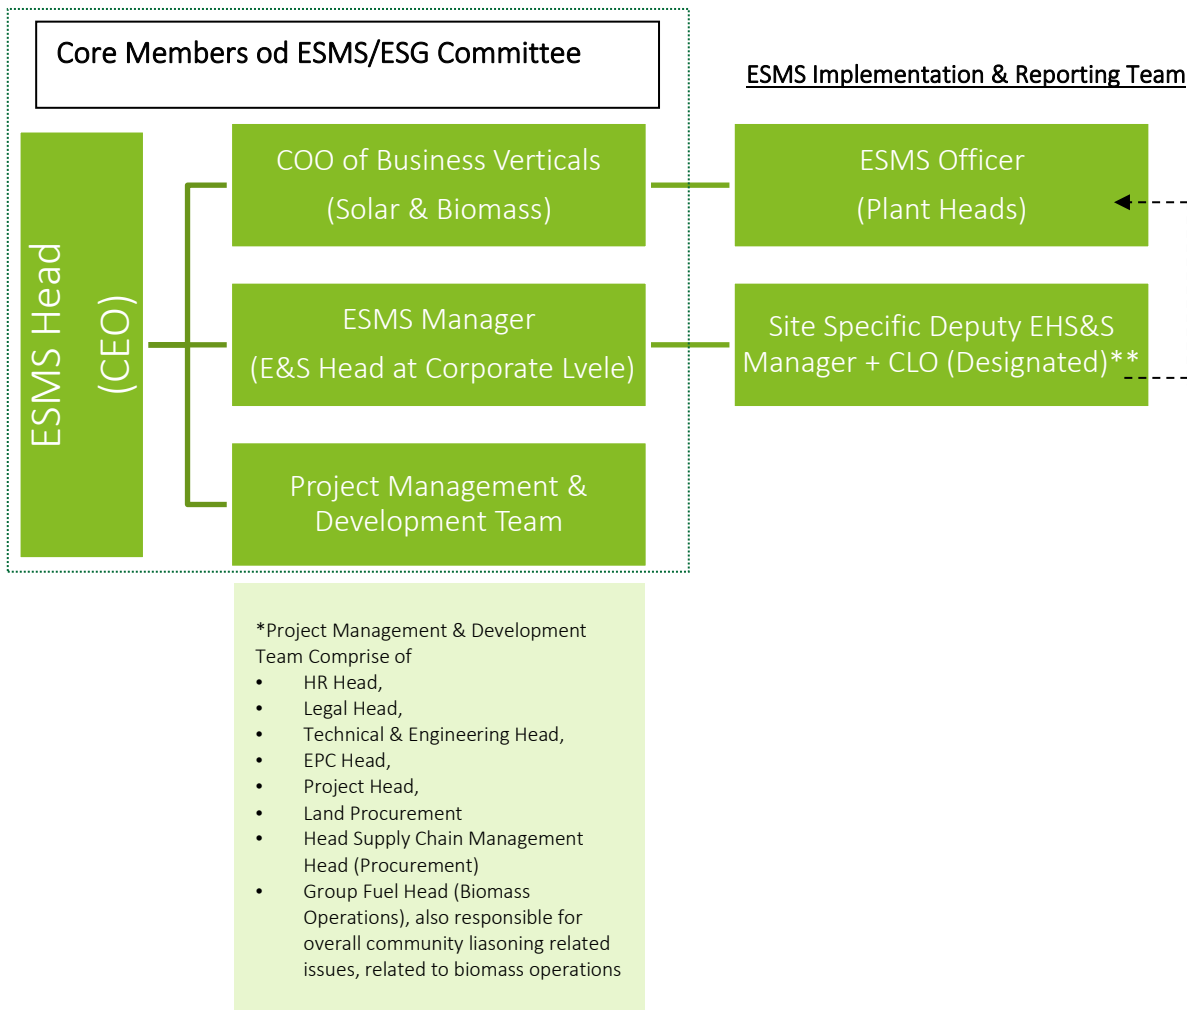 Core Members od ESMS/ESG Committee
ESMS Implementation & Reporting Team
ESMS Head
(CEO)
COO of Business Verticals
(Solar & Biomass)
ESMS Officer
(Plant Heads)
ESMS Manager
(E&S Head at Corporate Lvele)
Site Specific Deputy EHS&S
Manager + CLO (Designated)**
Project Management &
Development Team
*Project Management & Development
Team Comprise of
• HR Head,
• Legal Head,
• Technical & Engineering Head,
• EPC Head,
• Project Head,
• Land Procurement
• Head Supply Chain Management
Head (Procurement)
• Group Fuel Head (Biomass
Operations), also responsible for
overall community liasoning related
issues, related to biomass operations